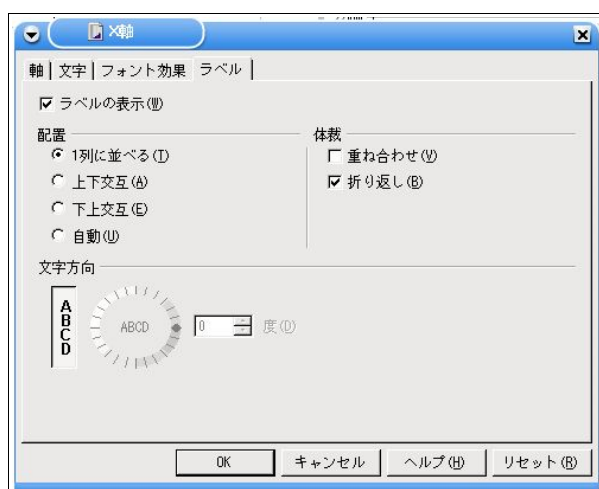 X軸
軸 文字 フォント効果 ラベル
ラベルの表示(W)
配置
1列に並べる(T)
上下交互(A)
下上交互(E)
自動(U)
体裁
重ね合わせ(V)
折り返し(B)
文字方向
ABCD
ABCD
0 度(D)
OK キャンセル ヘルプ(H) リセット(R)